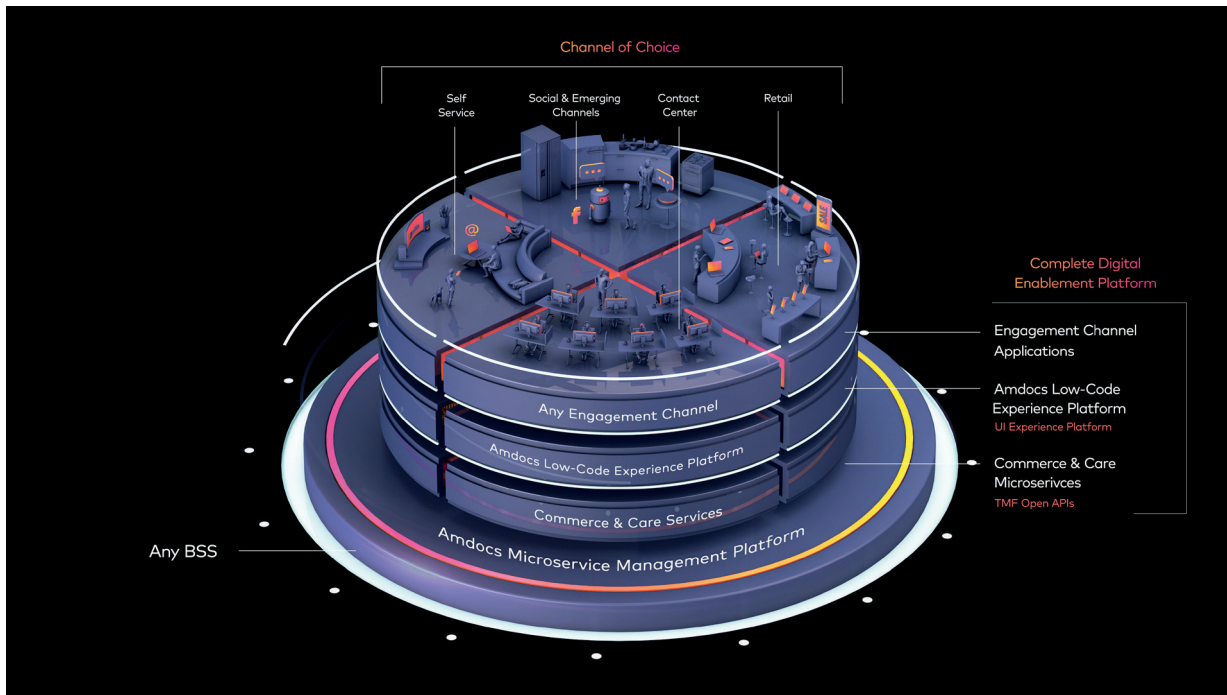 Channel of Choice
Self
Service
Social & Emerging
Channels
Contact
Center
Retail
@
f
SALE
Complete Digital
Enablement Platform
Engagement Channel
Applications
Amdocs Low-Code
Experience Platform
UI Experience Platform
Commerce & Care
Microserivces
TMF Open APIs
Any Engagement Channel
Amdocs Low-Code Experience Platform
Commerce & Care Services
Amdocs Microservice Management Platform
Any BSS